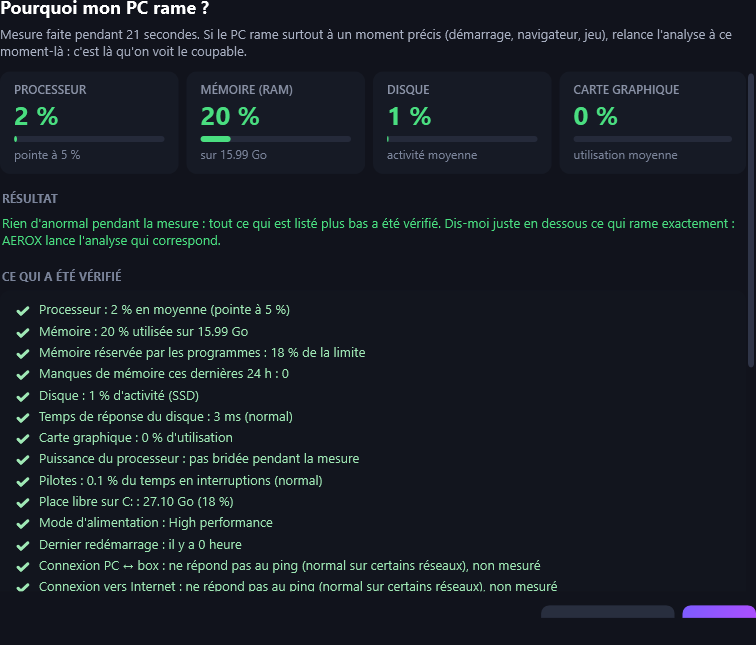 Pourquoi mon PC rame ?
Mesure faite pendant 21 secondes. Si le PC rame surtout à un moment précis (démarrage, navigateur, jeu), relance l'analyse à ce
moment-là : c'est là qu'on voit le coupable.
PROCESSEUR
2 %
pointe à 5 %
MÉMOIRE (RAM)
20 %
sur 15.99 Go
DISQUE
1 %
activité moyenne
CARTE GRAPHIQUE
0 %
utilisation moyenne
RÉSULTAT
Rien d'anormal pendant la mesure : tout ce qui est listé plus bas a été vérifié. Dis-moi juste en dessous ce qui rame exactement :
AEROX lance l'analyse qui correspond.
CE QUI A ÉTÉ VÉRIFIÉ
Processeur : 2 % en moyenne (pointe à 5 %)
Mémoire : 20 % utilisée sur 15.99 Go
Mémoire réservée par les programmes : 18 % de la limite
Manques de mémoire ces dernières 24 h : 0
Disque : 1 % d'activité (SSD)
Temps de réponse du disque : 3 ms (normal)
Carte graphique : 0 % d'utilisation
Puissance du processeur : pas bridée pendant la mesure
Pilotes : 0.1 % du temps en interruptions (normal)
Place libre sur C: : 27.10 Go (18 %)
Mode d'alimentation : High performance
Dernier redémarrage : il y a 0 heure
Connexion PC ↔ box : ne répond pas au ping (normal sur certains réseaux), non mesuré
Connexion vers Internet : ne répond pas au ping (normal sur certains réseaux), non mesuré